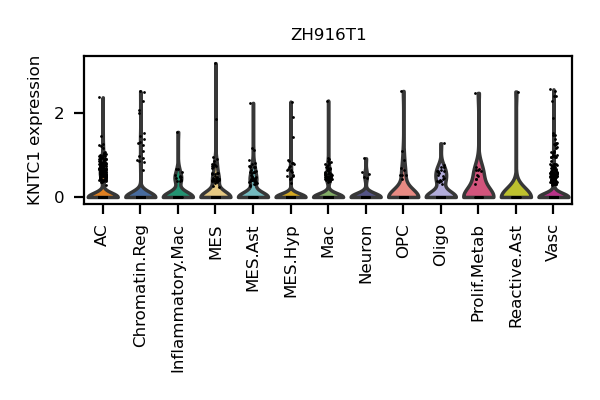 ZH916T1
KNTC1 expression
2
0
AC
Chromatin.Reg
Inflammatory.Mac
MES
MES.Ast
MES.Hyp
Mac
Neuron
OPC
Oligo
Prolif.Metab
Reactive.Ast
Vasc